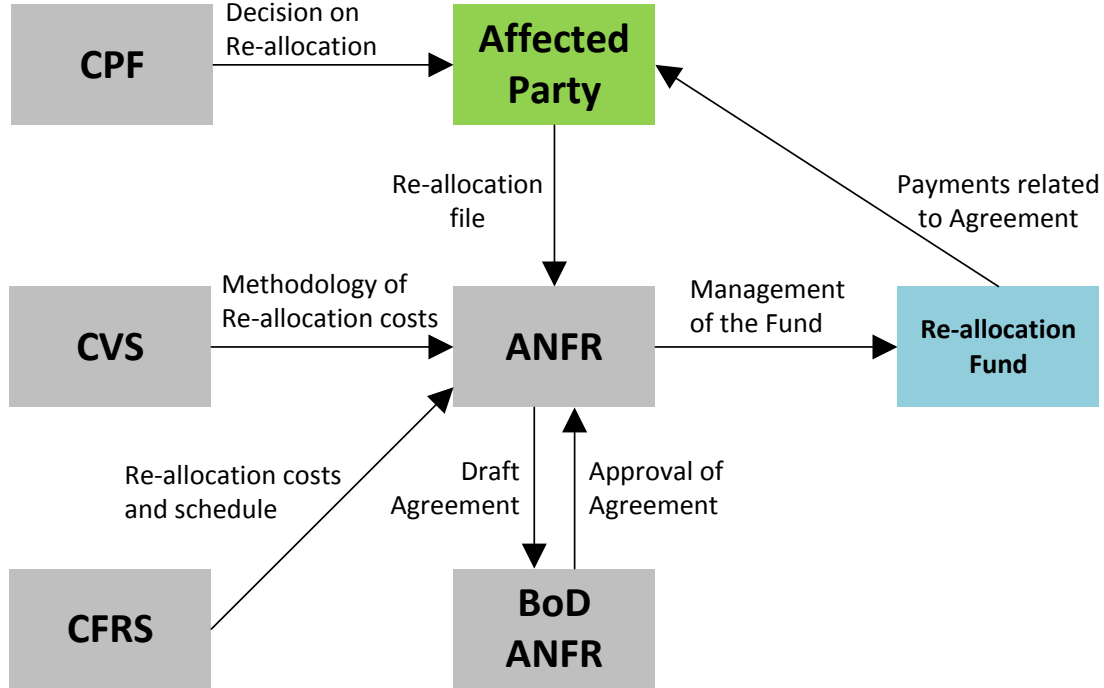 CPF
Decision on
Re-allocation
Affected
Party
Re-allocation
file
Payments related
to Agreement
CVS
Methodology of
Re-allocation costs
ANFR
Management
of the Fund
Re-allocation
Fund
Re-allocation costs
and schedule
Draft
Agreement
Approval of
Agreement
CFRS
BoD
ANFR